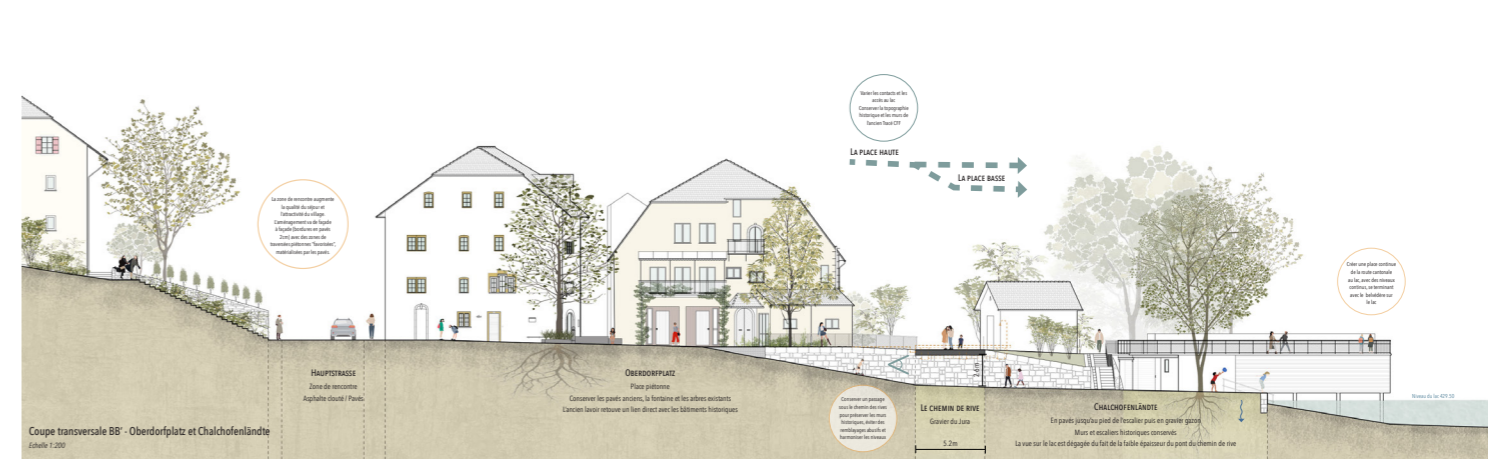 Varier les contacts et les
accès au lac
Conserver la topographie
historique et les murs de
l'ancien Tracé CFF
LA PLACE HAUTE
LA PLACE BASSE
La zone de rencontre augmente
la qualité du séjour et
l'attractivité du village.
L'aménagement va de façade
à façade (bordures en pavés
2cm) avec des zones de
traversées piétonnes "favorisées",
matérialisées par les pavés.
Créer une place continue
de la route cantonale
au lac, avec des niveaux
continus, se terminant
avec le belvédère sur
le lac
2.6m
HAUPTSTRASSE
Zone de rencontre
Asphalte clouté / Pavés
OBERDORFPLATZ
Place piétonne
Conserver les pavés anciens, la fontaine et les arbres existants
L'ancien lavoir retrouve un lien direct avec les bâtiments historiques
Conserver un passage
sous le chemin des rives
pour préserver les murs
historiques, éviter des
remblayages abusifs et
harmoniser les niveaux
LE CHEMIN DE RIVE
Gravier du Jura
5.2m
CHALCHOFENLÄNDTE
En pavés jusqu'au pied de l'escalier puis en gravier gazon
Murs et escaliers historiques conservés
La vue sur le lac est dégagée du fait de la faible épaisseur du pont du chemin de rive
Niveau du lac 429.30
Coupe transversale BB' - Oberdorfplatz et Chalchofenländte
Echelle 1:200